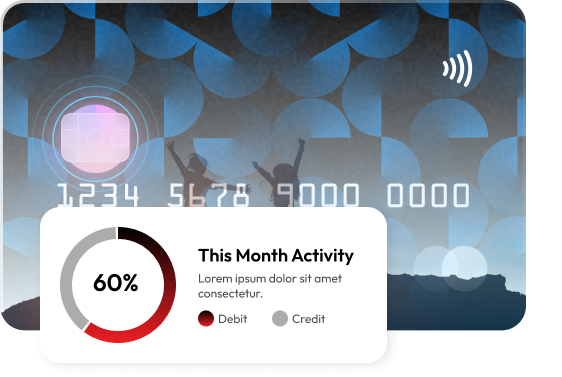 1234 5678 9000 0000
This Month Activity
60%
Lorem ipsum dolor sit amet
consectetur.
Debit
Credit